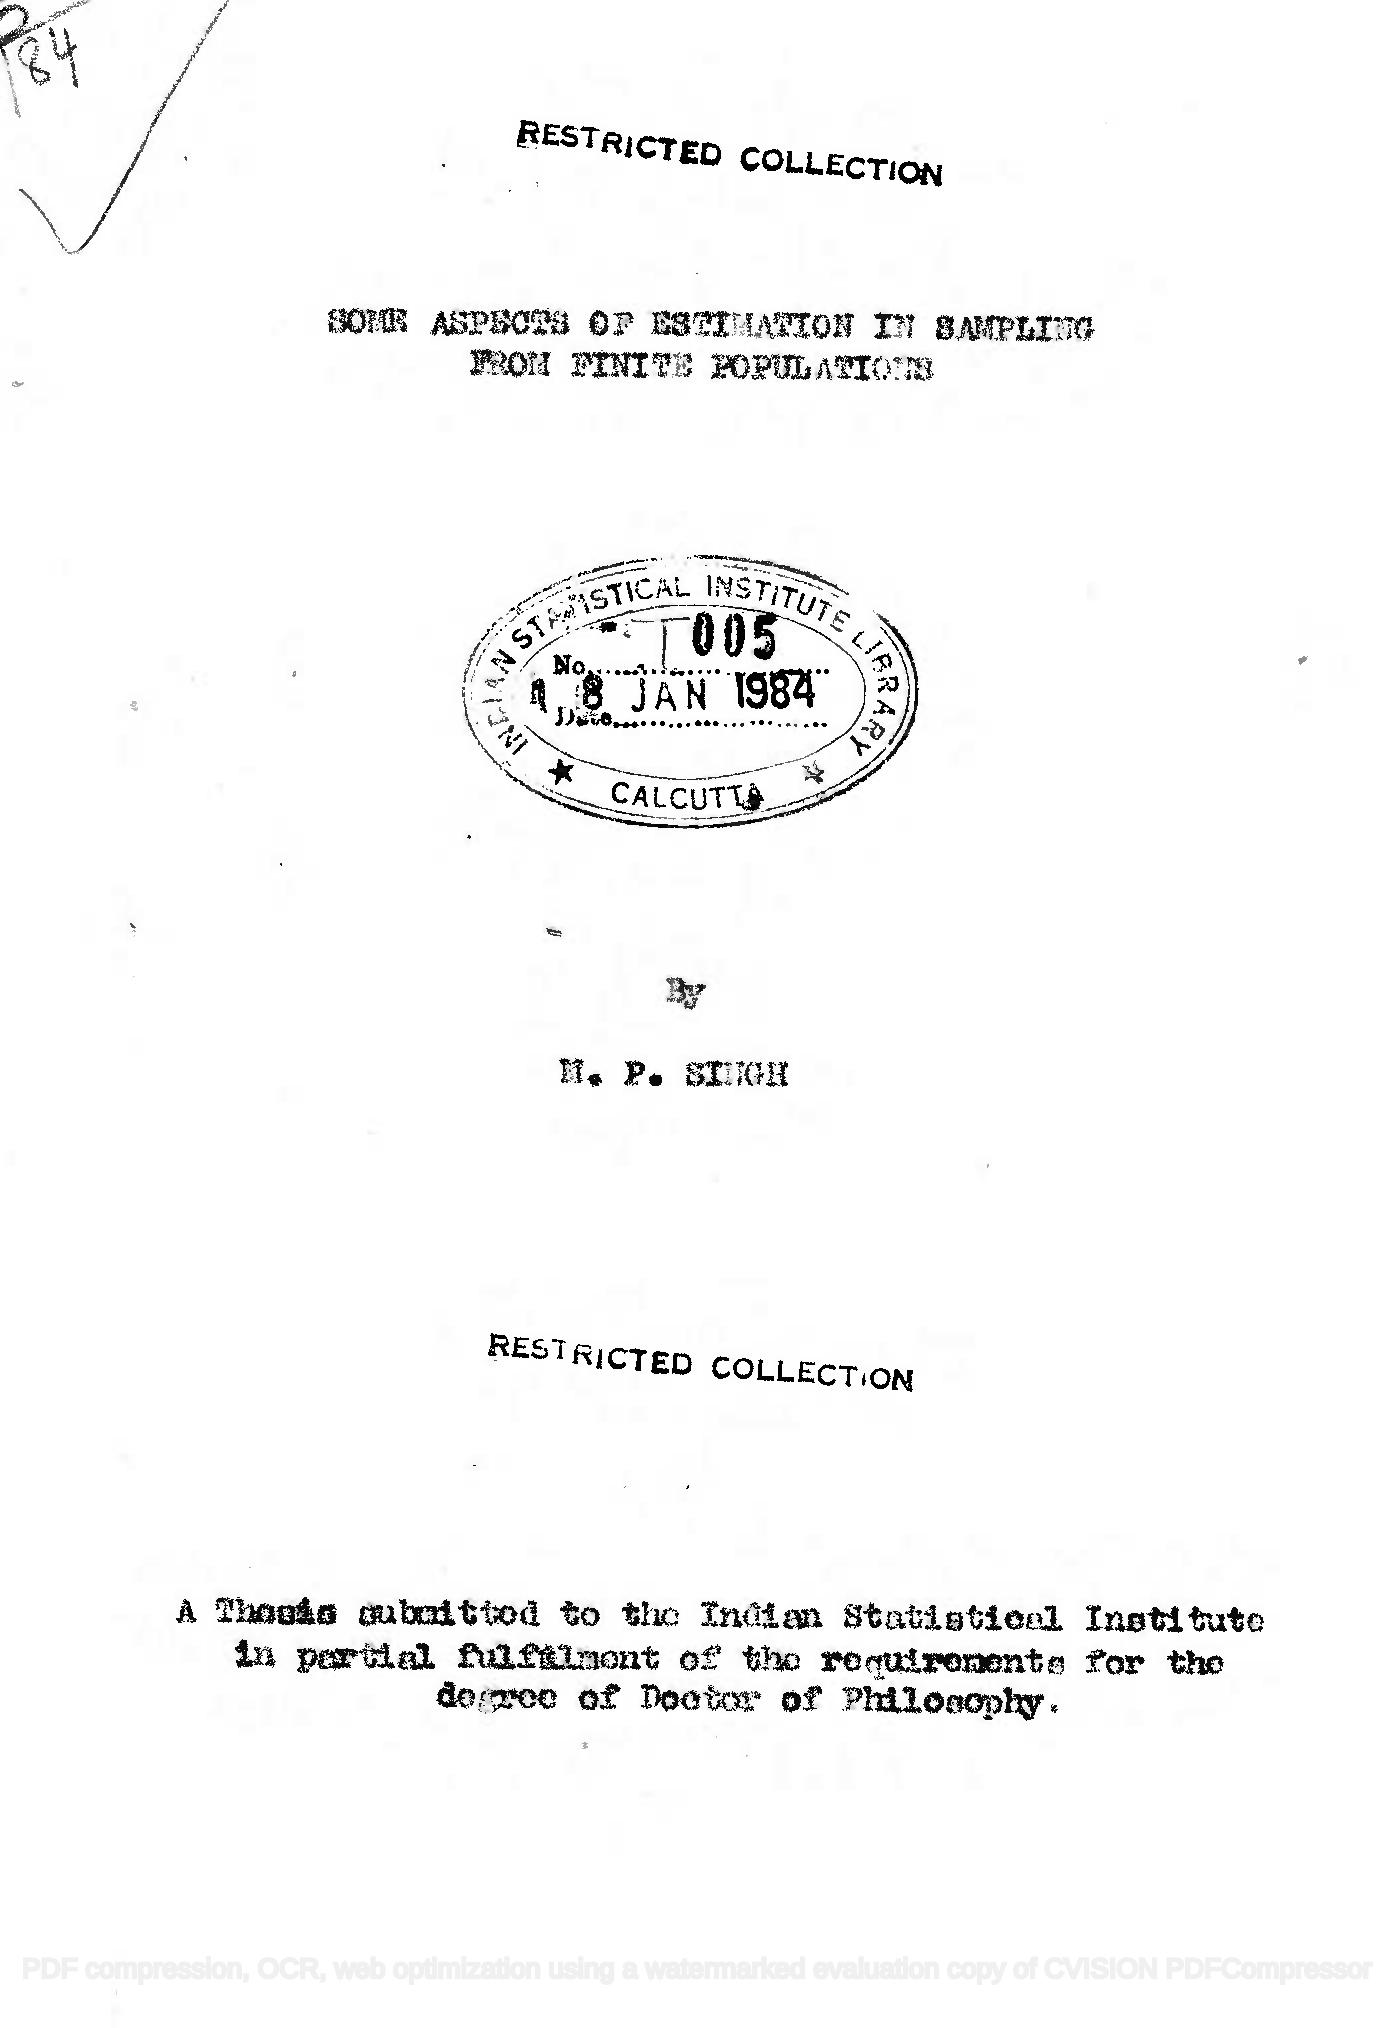 84
RESTRICTED COLLECTION
SOME ASPECTS OF ESTIMATION IN SAMPLING
FROM FINITE POPULATIONS
INDIAN STATISTICAL INSTITUTE LIBRARY
No. 005
18 JAN 1984
Date
★ CALCUTTA ★
By
M. P. SINGH
RESTRICTED COLLECTION
A Thesis submitted to the Indian Statistical Institute
in partial fulfilment of the requirements for the
degree of Doctor of Philosophy.
PDF compression, OCR, web optimization using a watermarked evaluation copy of CVISION PDFCompressor